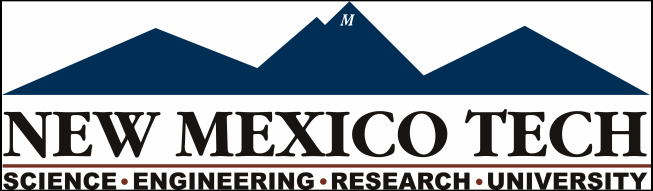 M
NEW MEXICO TECH
SCIENCE • ENGINEERING • RESEARCH • UNIVERSITY